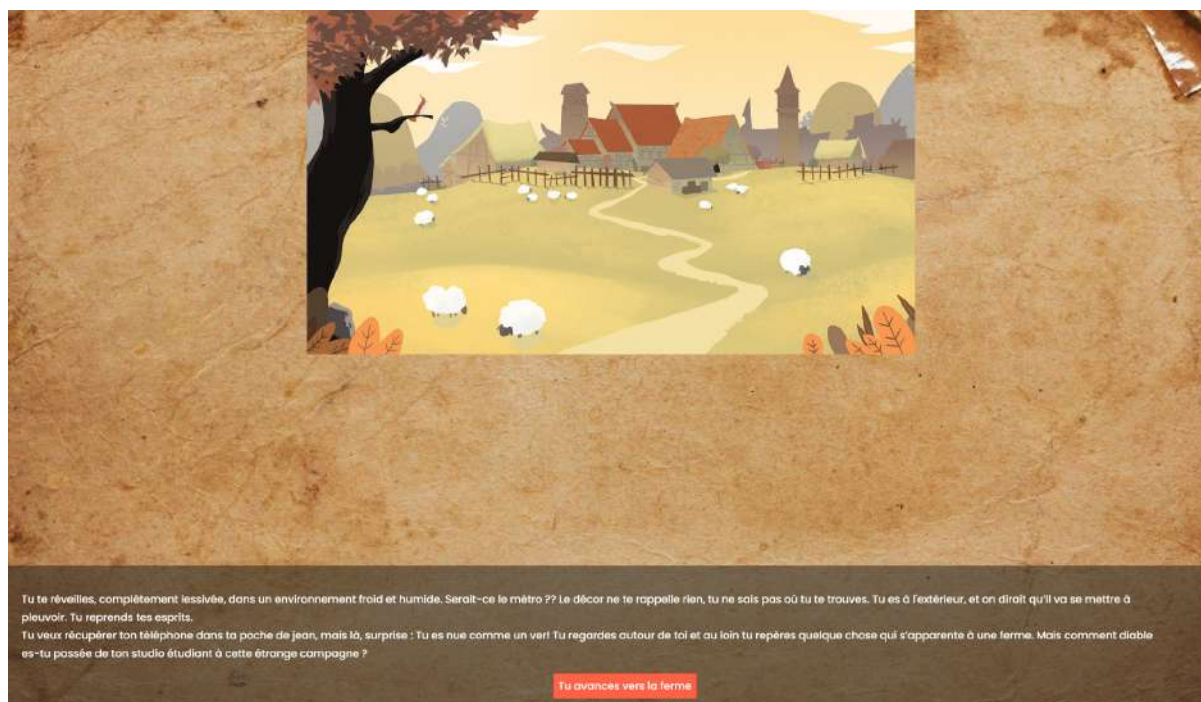 Tu te réveilles, complètement lessivée, dans un environnement froid et humide. Serait-ce le métro ?? Le décor ne te rappelle rien, tu ne sais pas où tu te trouves. Tu es à l'extérieur, et on dirait qu'il va se mettre à
pleuvoir. Tu reprends tes esprits.
Tu veux récupérer ton téléphone dans ta poche de jean, mais là, surprise : Tu es nue comme un ver! Tu regardes autour de toi et au loin tu repères quelque chose qui s'apparente à une ferme. Mais comment diable
es-tu passée de ton studio étudiant à cette étrange campagne ?
Tu avances vers la ferme